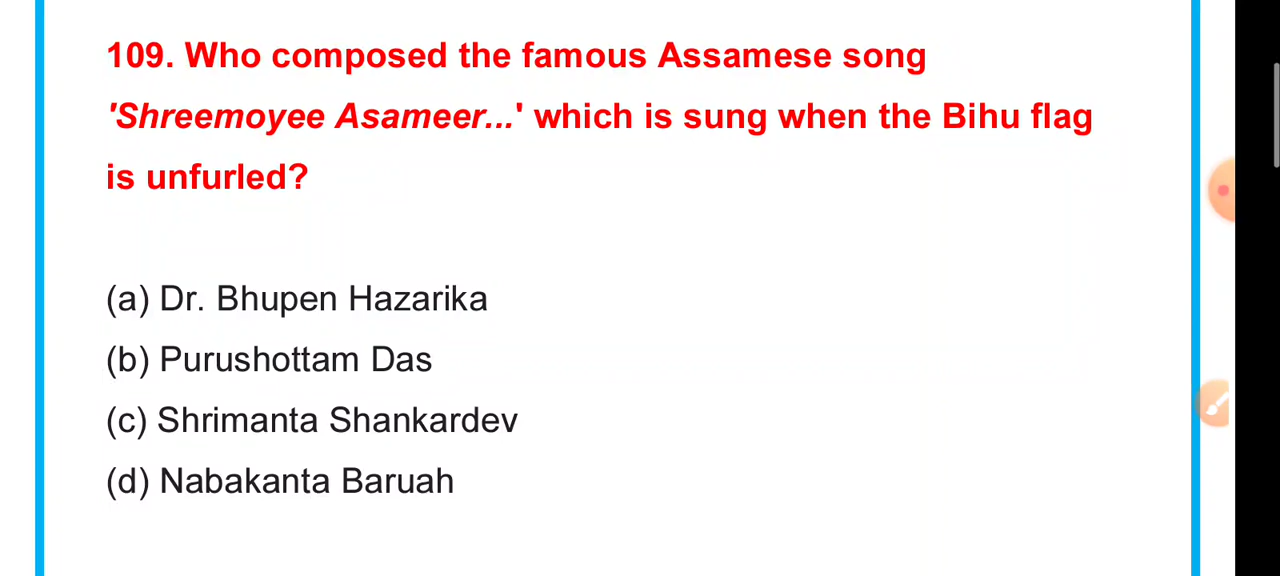 109. Who composed the famous Assamese song
'Shreemoyee Asameer...' which is sung when the Bihu flag
is unfurled?
(a) Dr. Bhupen Hazarika
(b) Purushottam Das
(c) Shrimanta Shankardev
(d) Nabakanta Baruah